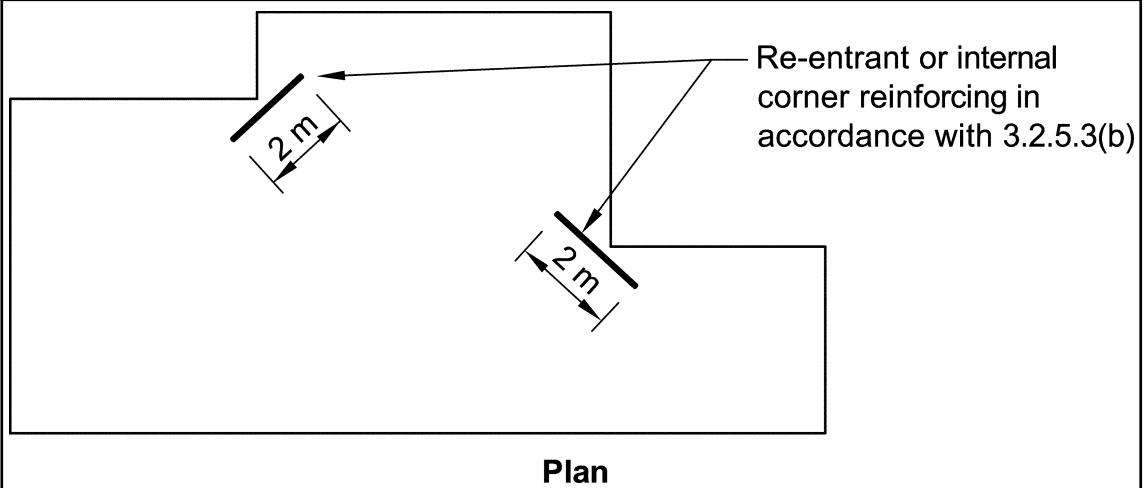 Re-entrant or internal
corner reinforcing in
accordance with 3.2.5.3(b)
2 m
2 m
Plan